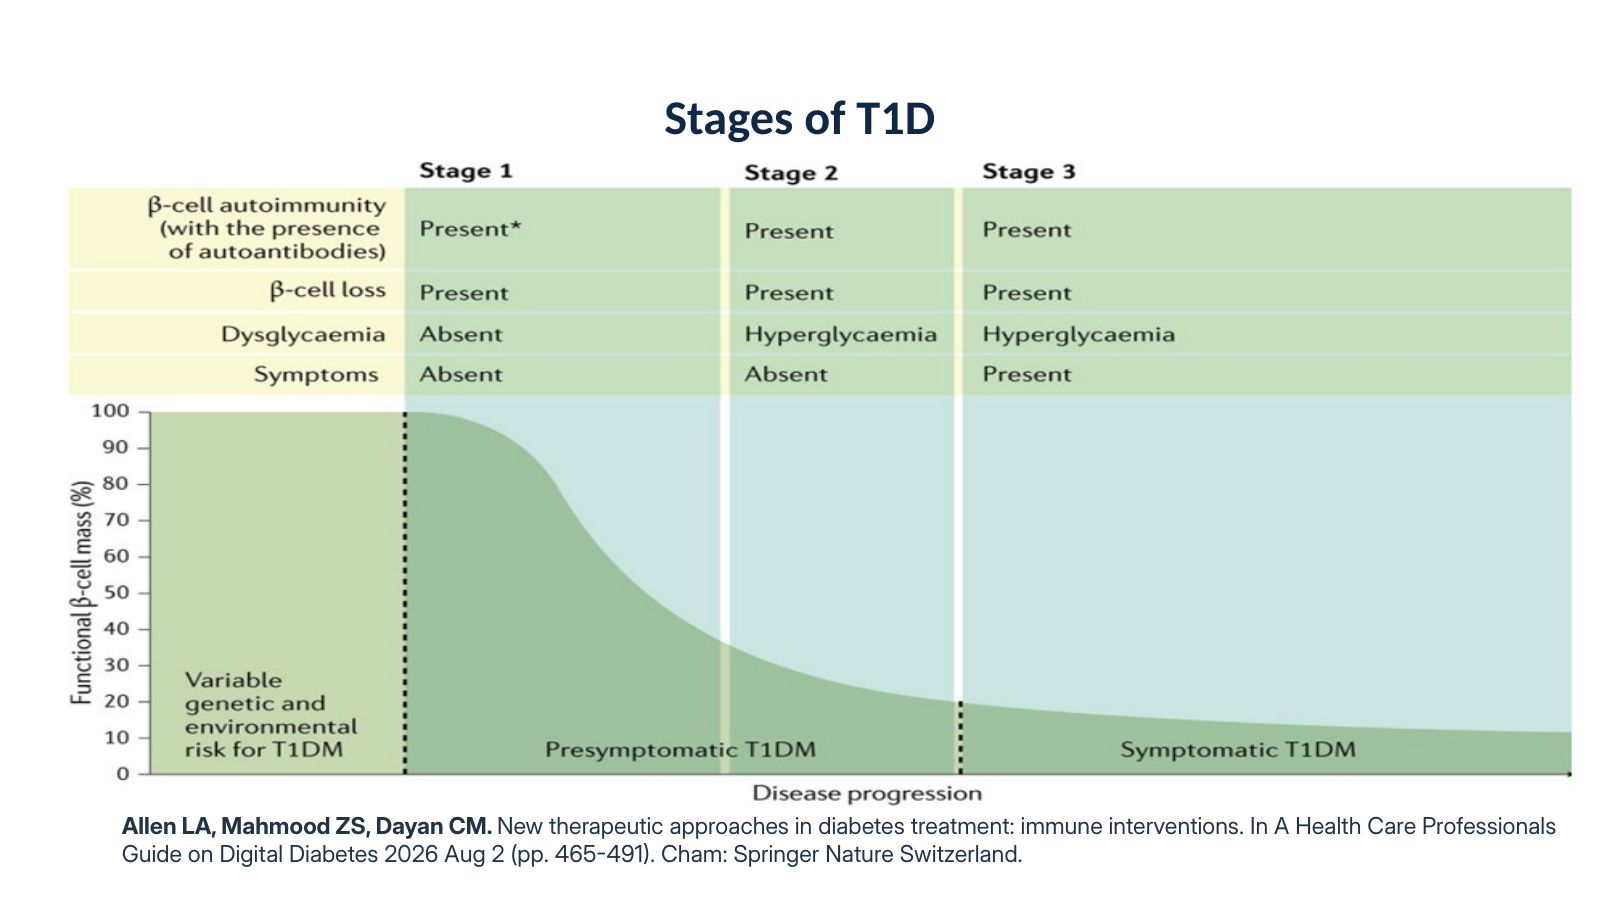 Stages of T1D
Stage 1
Stage 2
Stage 3
β-cell autoimmunity
(with the presence
of autoantibodies)
Present*
Present
Present
β-cell loss
Present
Present
Present
Dysglycaemia
Absent
Hyperglycaemia
Hyperglycaemia
Symptoms
Absent
Absent
Present
Functional β-cell mass (%)
100
90
80
70
60
50
40
30
20
10
0
Variable
genetic and
environmental
risk for T1DM
Presymptomatic T1DM
Symptomatic T1DM
Disease progression
Allen LA, Mahmood ZS, Dayan CM. New therapeutic approaches in diabetes treatment: immune interventions. In A Health Care Professionals
Guide on Digital Diabetes 2026 Aug 2 (pp. 465-491). Cham: Springer Nature Switzerland.